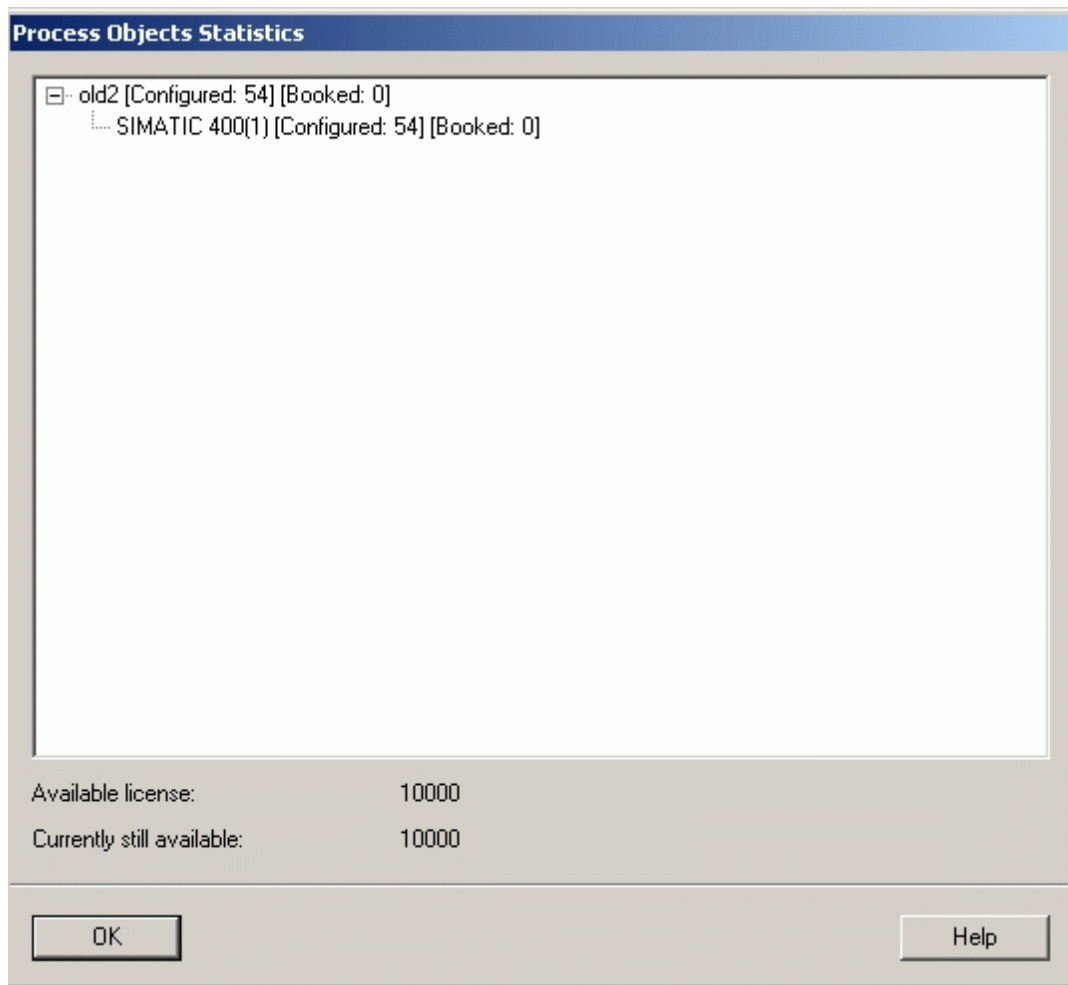 Process Objects Statistics
old2 [Configured: 54] [Booked: 0]
SIMATIC 400(1) [Configured: 54] [Booked: 0]
Available license: 10000
Currently still available: 10000
OK Help